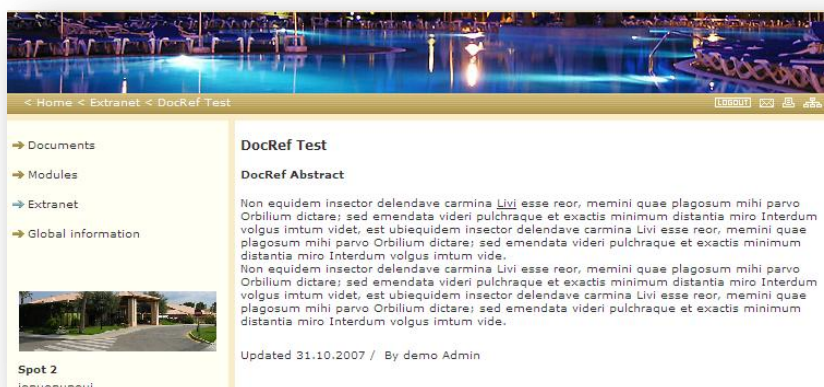 < Home < Extranet < DocRef Test
LOGOUT
Documents
Modules
Extranet
Global information
Spot 2
DocRef Test
DocRef Abstract
Non equidem insector delendave carmina Livi esse reor, memini quae plagosum mihi parvo
Orbilium dictare; sed emendata videri pulchraque et exactis minimum distantia miro Interdum
volgus imtum videt, est ubiequidem insector delendave carmina Livi esse reor, memini quae
plagosum mihi parvo Orbilium dictare; sed emendata videri pulchraque et exactis minimum
distantia miro Interdum volgus imtum vide.
Non equidem insector delendave carmina Livi esse reor, memini quae plagosum mihi parvo
Orbilium dictare; sed emendata videri pulchraque et exactis minimum distantia miro Interdum
volgus imtum videt, est ubiequidem insector delendave carmina Livi esse reor, memini quae
plagosum mihi parvo Orbilium dictare; sed emendata videri pulchraque et exactis minimum
distantia miro Interdum volgus imtum vide.
Updated 31.10.2007 / By demo Admin